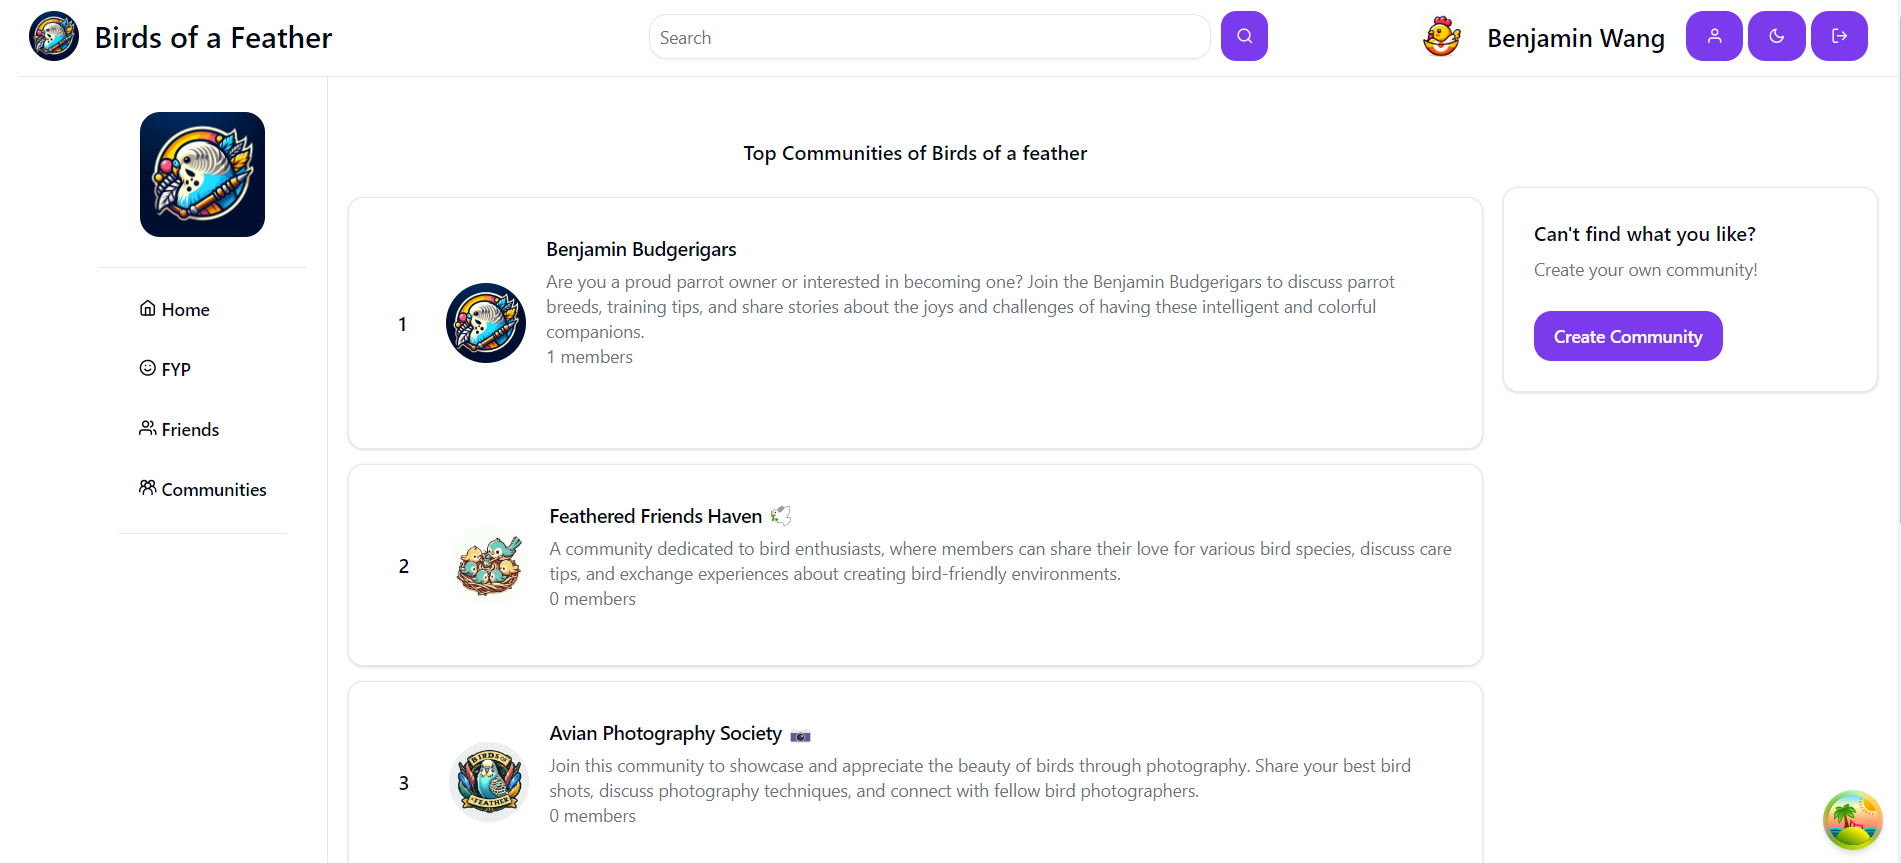 Birds of a Feather
Search
Benjamin Wang
Home
FYP
Friends
Communities
Top Communities of Birds of a feather
1
Benjamin Budgerigars
Are you a proud parrot owner or interested in becoming one? Join the Benjamin Budgerigars to discuss parrot
breeds, training tips, and share stories about the joys and challenges of having these intelligent and colorful
companions.
1 members
2
Feathered Friends Haven 🕊
A community dedicated to bird enthusiasts, where members can share their love for various bird species, discuss care
tips, and exchange experiences about creating bird-friendly environments.
0 members
3
BIRDS OF
A FEATHER
Avian Photography Society 📷
Join this community to showcase and appreciate the beauty of birds through photography. Share your best bird
shots, discuss photography techniques, and connect with fellow bird photographers.
0 members
Can't find what you like?
Create your own community!
Create Community